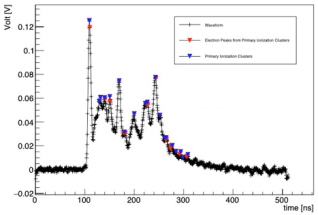 Volt [V]
0.12
0.1
0.08
0.06
0.04
0.02
0
−0.02
Waveform
Electron Peaks from Primary Ionization Clusters
Primary Ionization Clusters
0 100 200 300 400 500
time [ns]